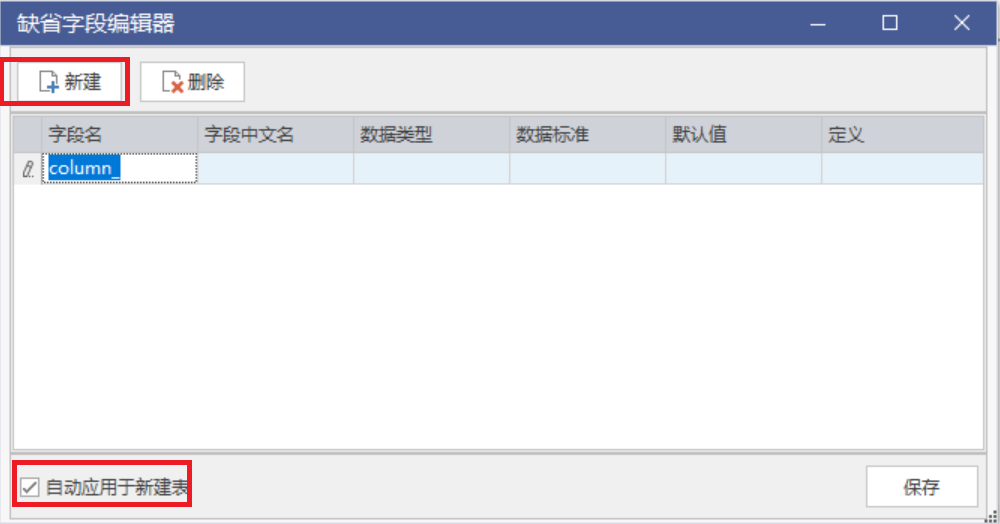 缺省字段编辑器
新建 删除
字段名 字段中文名 数据类型 数据标准 默认值 定义
column_
自动应用于新建表 保存